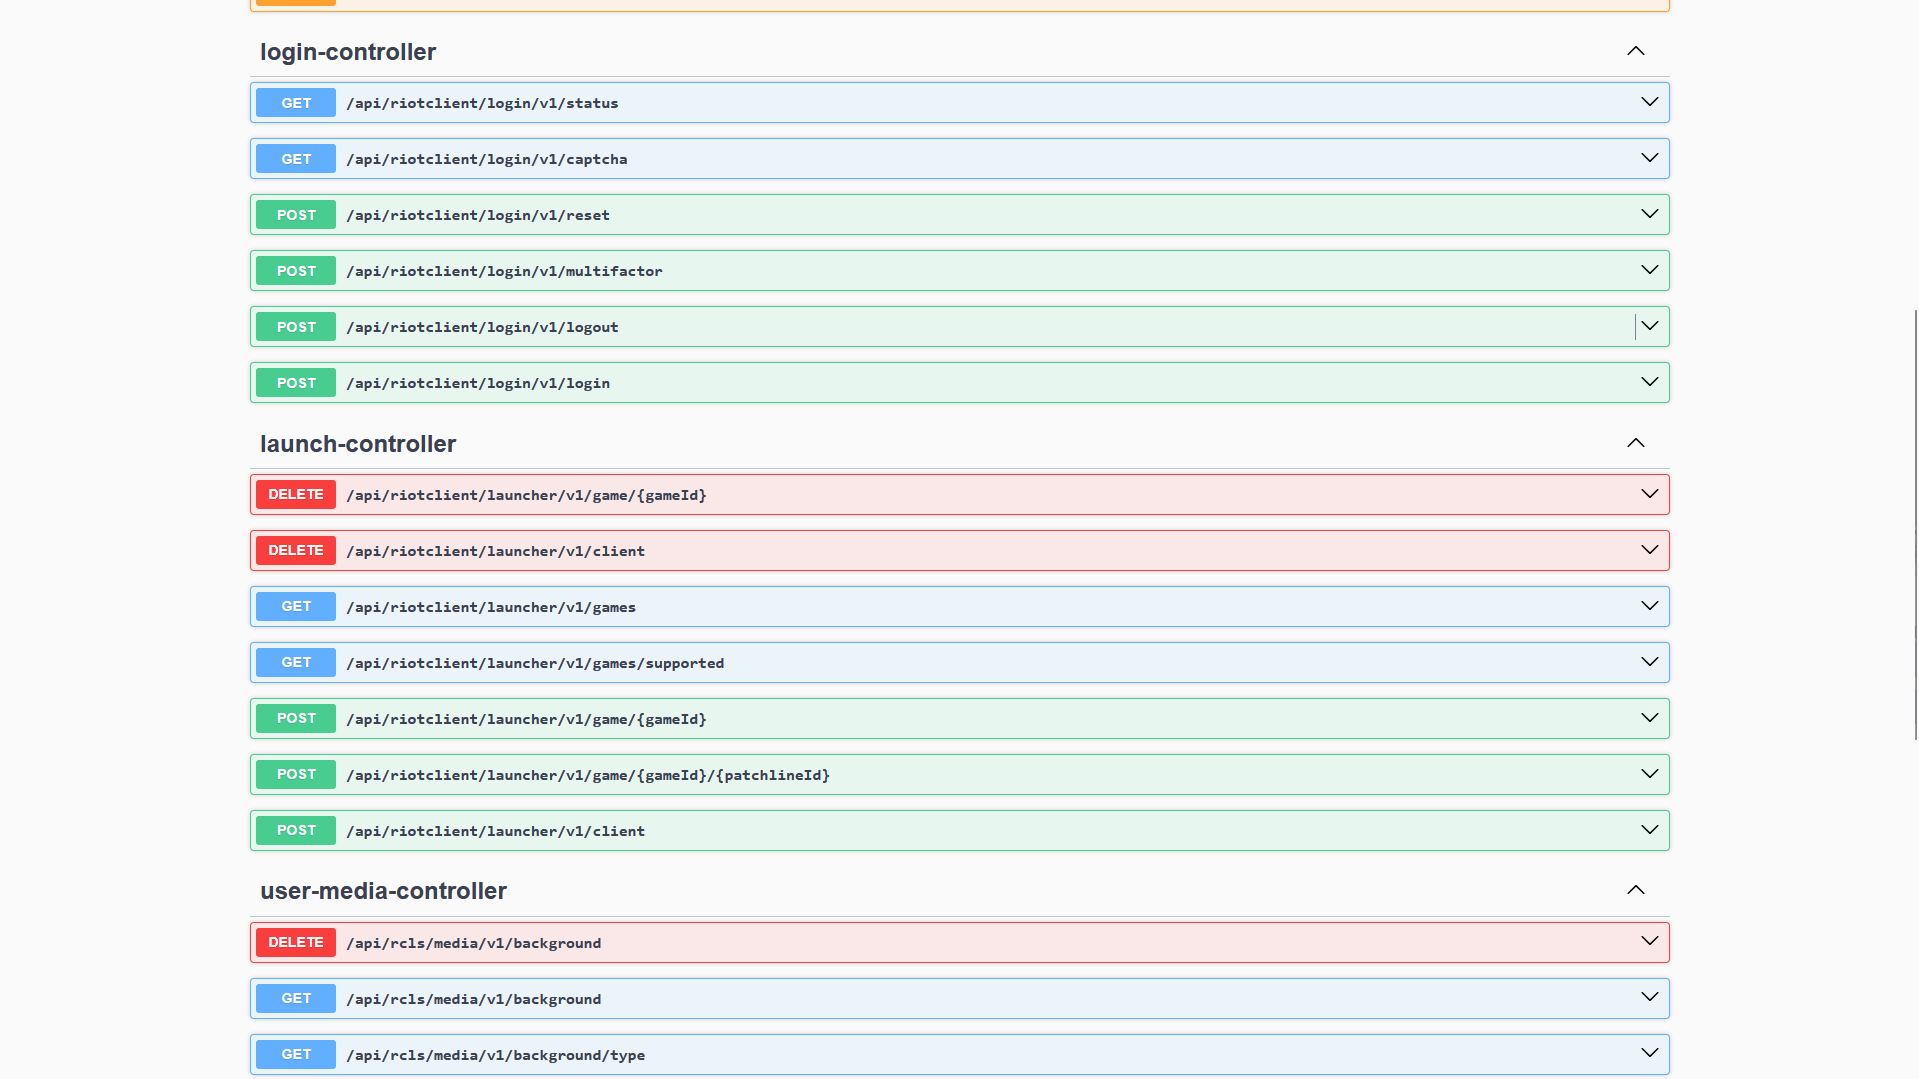 login-controller
GET /api/riotclient/login/v1/status
GET /api/riotclient/login/v1/captcha
POST /api/riotclient/login/v1/reset
POST /api/riotclient/login/v1/multifactor
POST /api/riotclient/login/v1/logout
POST /api/riotclient/login/v1/login
launch-controller
DELETE /api/riotclient/launcher/v1/game/{gameId}
DELETE /api/riotclient/launcher/v1/client
GET /api/riotclient/launcher/v1/games
GET /api/riotclient/launcher/v1/games/supported
POST /api/riotclient/launcher/v1/game/{gameId}
POST /api/riotclient/launcher/v1/game/{gameId}/{patchlineId}
POST /api/riotclient/launcher/v1/client
user-media-controller
DELETE /api/rcls/media/v1/background
GET /api/rcls/media/v1/background
GET /api/rcls/media/v1/background/type